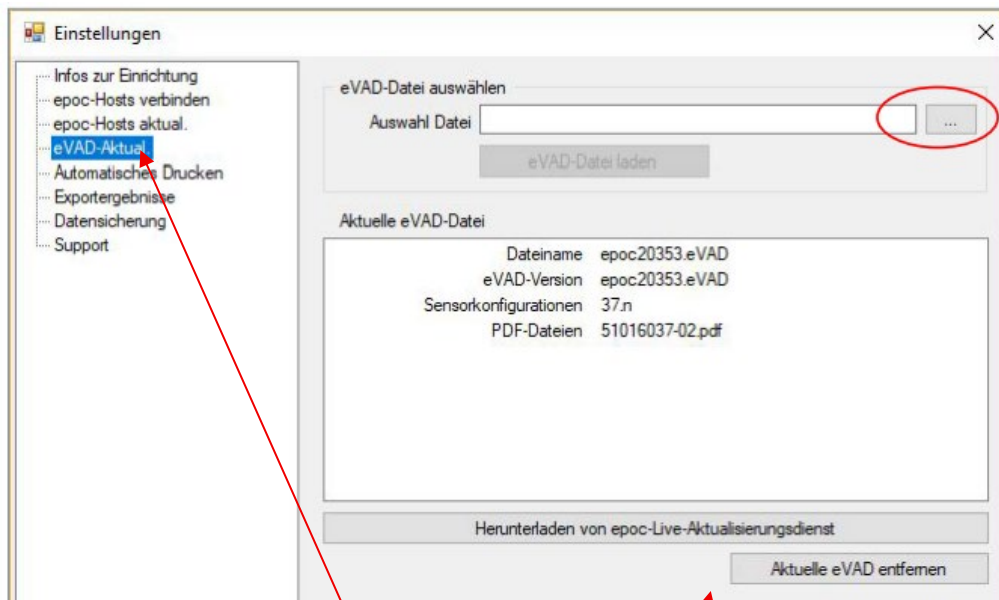 Einstellungen
Infos zur Einrichtung
epoc-Hosts verbinden
epoc-Hosts aktual.
eVAD-Aktual.
Automatisches Drucken
Exportergebnisse
Datensicherung
Support
eVAD-Datei auswählen
Auswahl Datei ...
eVAD-Datei laden
Aktuelle eVAD-Datei
Dateiname epoc20353.eVAD
eVAD-Version epoc20353.eVAD
Sensorkonfigurationen 37.n
PDF-Dateien 51016037-02.pdf
Herunterladen von epoc-Live-Aktualisierungsdienst
Aktuelle eVAD entfernen